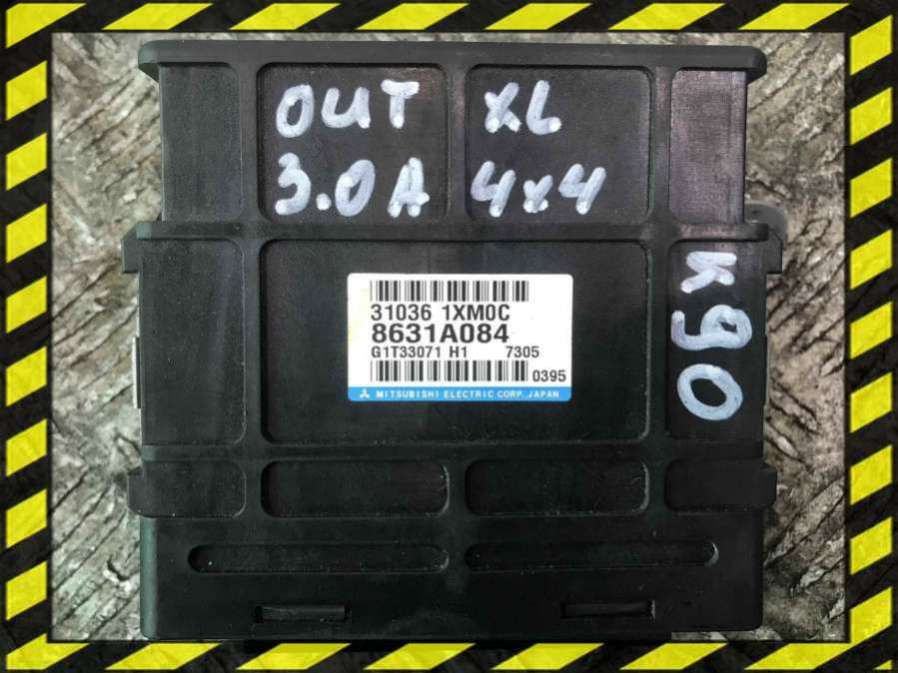 OUT XL
3.0A 4x4
K90
31036 1XM0C
8631A084
G1T33071 H1 7305
0395
MITSUBISHI ELECTRIC CORP. JAPAN